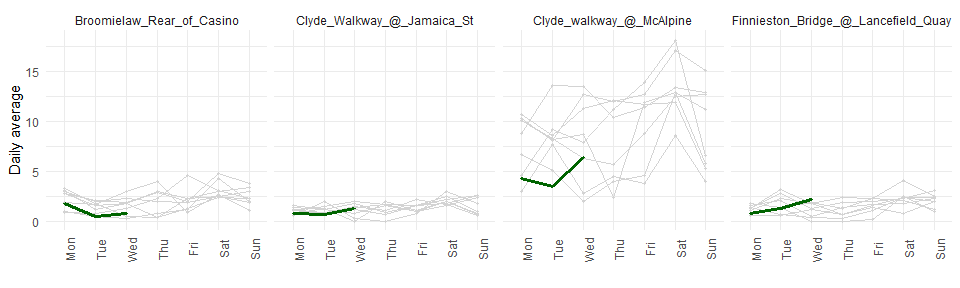 Broomielaw_Rear_of_Casino
Clyde_Walkway_@_Jamaica_St
Clyde_walkway_@_McAlpine
Finnieston_Bridge_@_Lancefield_Quay
Daily average
15
10
5
0
Mon
Tue
Wed
Thu
Fri
Sat
Sun
Mon
Tue
Wed
Thu
Fri
Sat
Sun
Mon
Tue
Wed
Thu
Fri
Sat
Sun
Mon
Tue
Wed
Thu
Fri
Sat
Sun